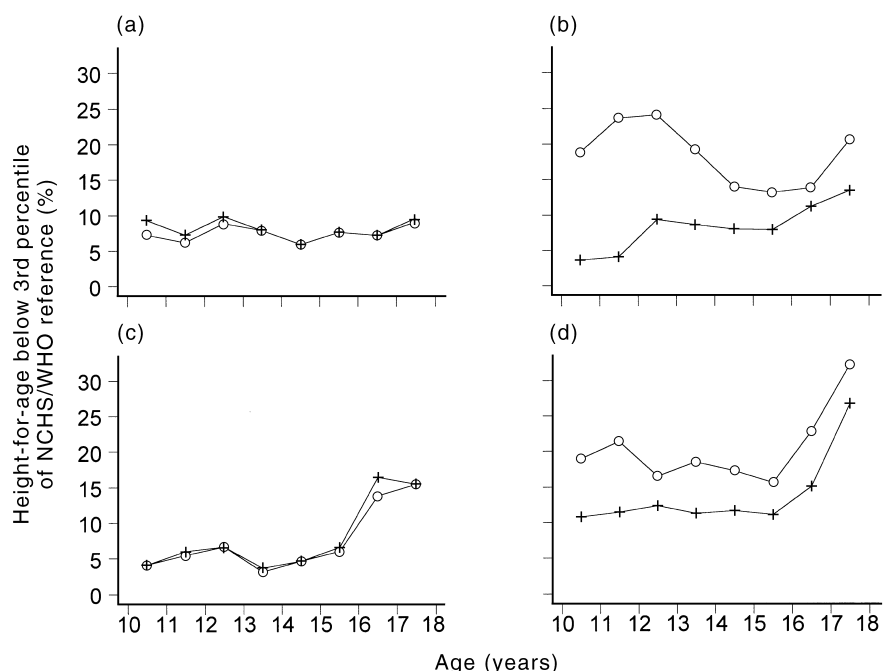 (a)
(b)
30
25
20
15
10
5
0
Height-for-age below 3rd percentile
of NCHS/WHO reference (%)
(c)
(d)
30
25
20
15
10
5
0
10 11 12 13 14 15 16 17 18
10 11 12 13 14 15 16 17 18
Age (years)